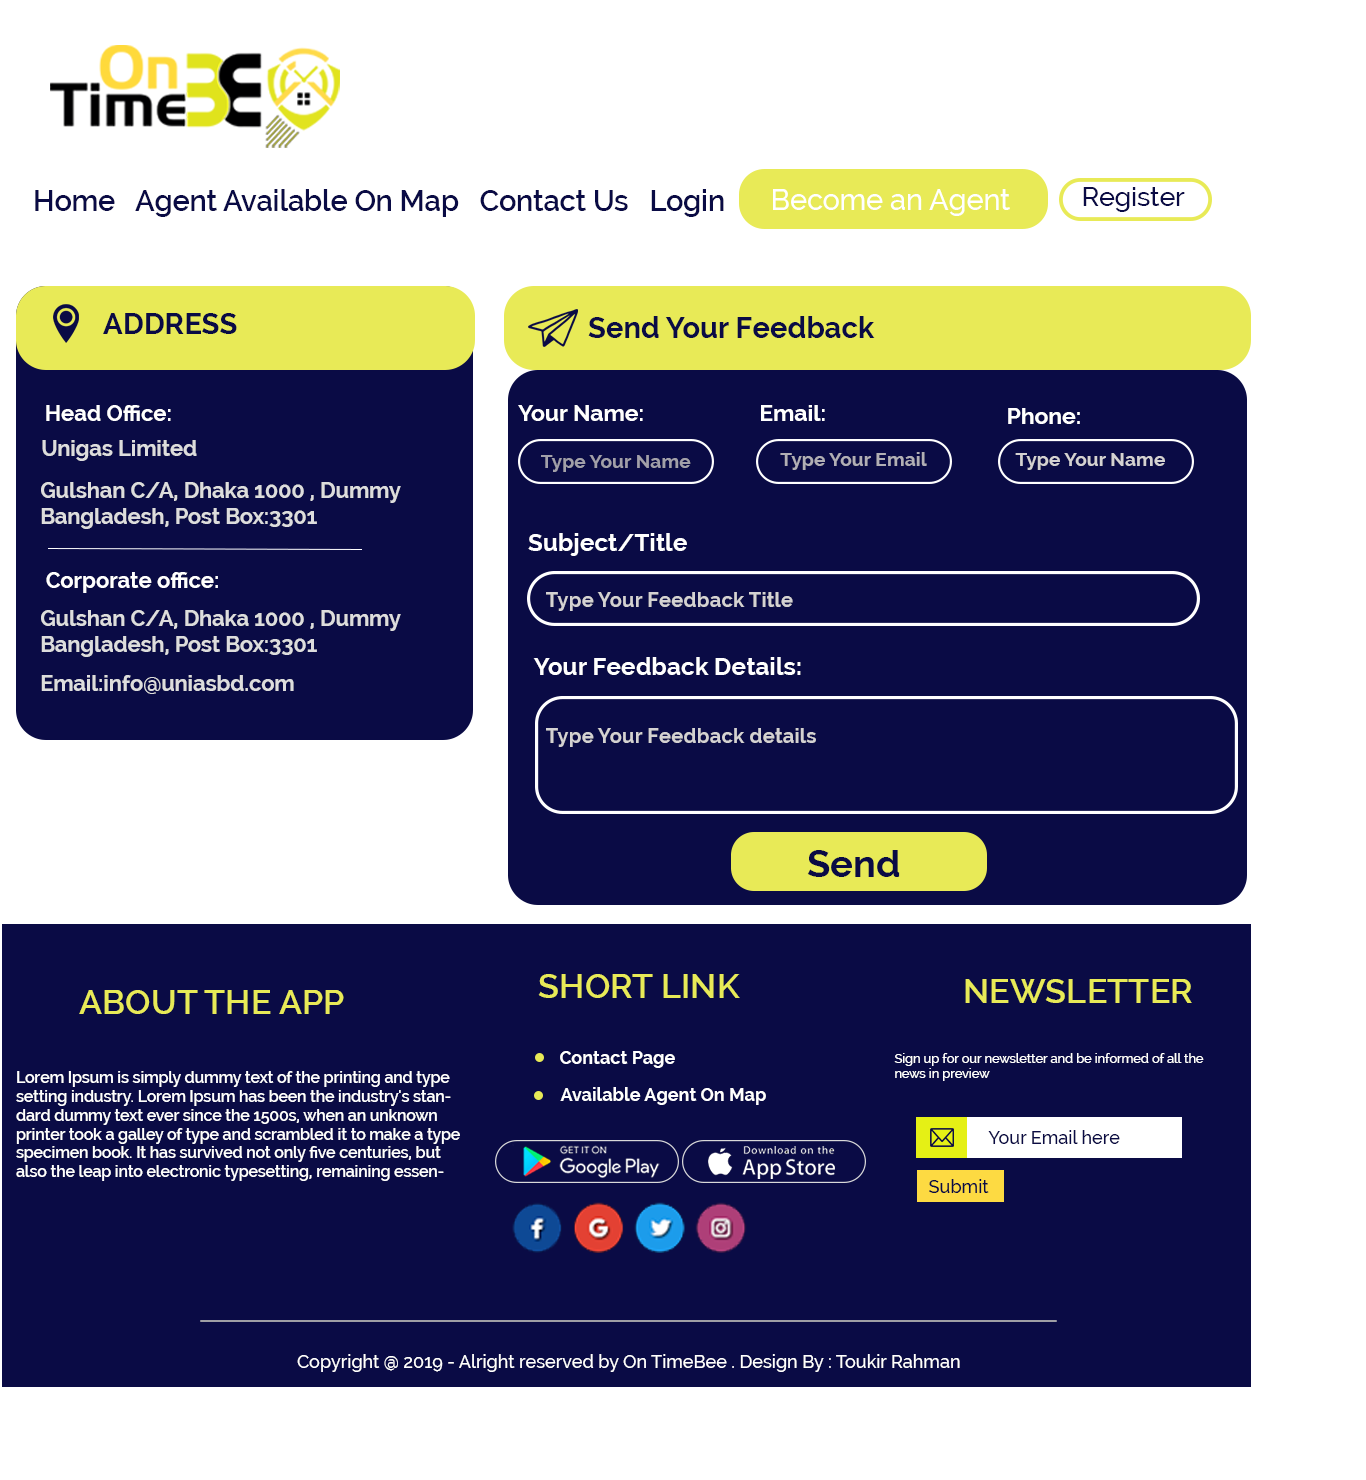 On
TimeBE
Home Agent Available On Map Contact Us Login Become an Agent Register
ADDRESS
Head Office:
Unigas Limited
Gulshan C/A, Dhaka 1000 , Dummy
Bangladesh, Post Box:3301
Corporate office:
Gulshan C/A, Dhaka 1000 , Dummy
Bangladesh, Post Box:3301
Email:info@uniasbd.com
Send Your Feedback
Your Name: Email: Phone:
Type Your Name Type Your Email Type Your Name
Subject/Title
Type Your Feedback Title
Your Feedback Details:
Type Your Feedback details
Send
ABOUT THE APP
Lorem Ipsum is simply dummy text of the printing and type
setting industry. Lorem Ipsum has been the industry's stan-
dard dummy text ever since the 1500s, when an unknown
printer took a galley of type and scrambled it to make a type
specimen book. It has survived not only five centuries, but
also the leap into electronic typesetting, remaining essen-
SHORT LINK
Contact Page
Available Agent On Map
GET IT ON
Google Play
Download on the
App Store
NEWSLETTER
Sign up for our newsletter and be informed of all the
news in preview
Your Email here
Submit
Copyright @ 2019 - Alright reserved by On TimeBee . Design By : Toukir Rahman